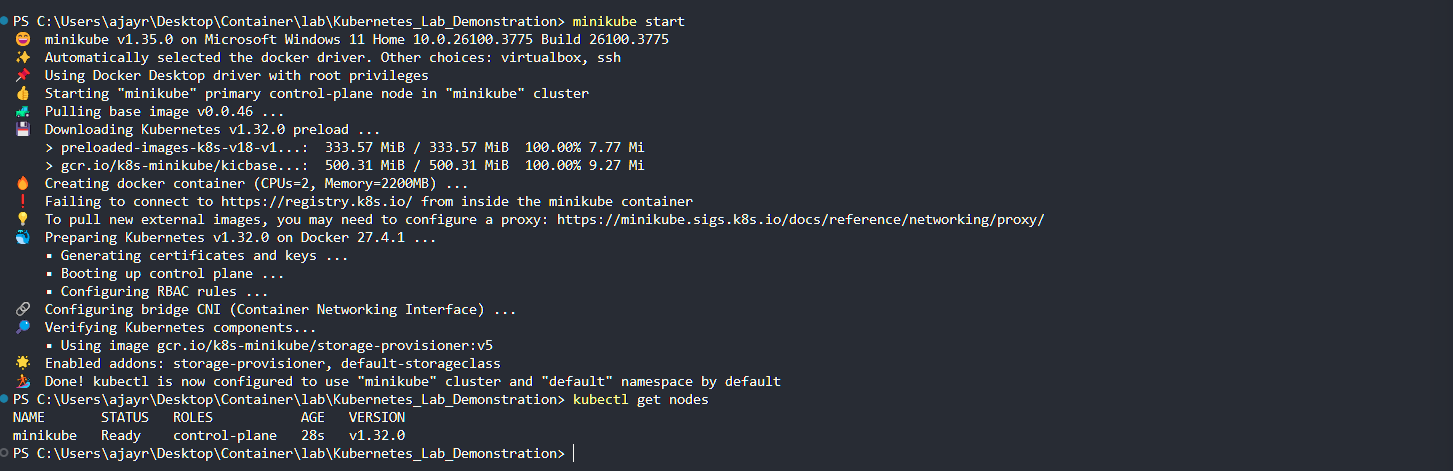 PS C:\Users\ajayr\Desktop\Container\lab\Kubernetes_Lab_Demonstration> minikube start
😄 minikube v1.35.0 on Microsoft Windows 11 Home 10.0.26100.3775 Build 26100.3775
✨ Automatically selected the docker driver. Other choices: virtualbox, ssh
📌 Using Docker Desktop driver with root privileges
👍 Starting "minikube" primary control-plane node in "minikube" cluster
🚜 Pulling base image v0.0.46 ...
💾 Downloading Kubernetes v1.32.0 preload ...
> preloaded-images-k8s-v18-v1...: 333.57 MiB / 333.57 MiB 100.00% 7.77 Mi
> gcr.io/k8s-minikube/kicbase...: 500.31 MiB / 500.31 MiB 100.00% 9.27 Mi
🔥 Creating docker container (CPUs=2, Memory=2200MB) ...
❗ Failing to connect to https://registry.k8s.io/ from inside the minikube container
💡 To pull new external images, you may need to configure a proxy: https://minikube.sigs.k8s.io/docs/reference/networking/proxy/
🐳 Preparing Kubernetes v1.32.0 on Docker 27.4.1 ...
▪ Generating certificates and keys ...
▪ Booting up control plane ...
▪ Configuring RBAC rules ...
🔗 Configuring bridge CNI (Container Networking Interface) ...
🔎 Verifying Kubernetes components...
▪ Using image gcr.io/k8s-minikube/storage-provisioner:v5
🌟 Enabled addons: storage-provisioner, default-storageclass
🏄 Done! kubectl is now configured to use "minikube" cluster and "default" namespace by default
PS C:\Users\ajayr\Desktop\Container\lab\Kubernetes_Lab_Demonstration> kubectl get nodes
NAME STATUS ROLES AGE VERSION
minikube Ready control-plane 28s v1.32.0
PS C:\Users\ajayr\Desktop\Container\lab\Kubernetes_Lab_Demonstration>